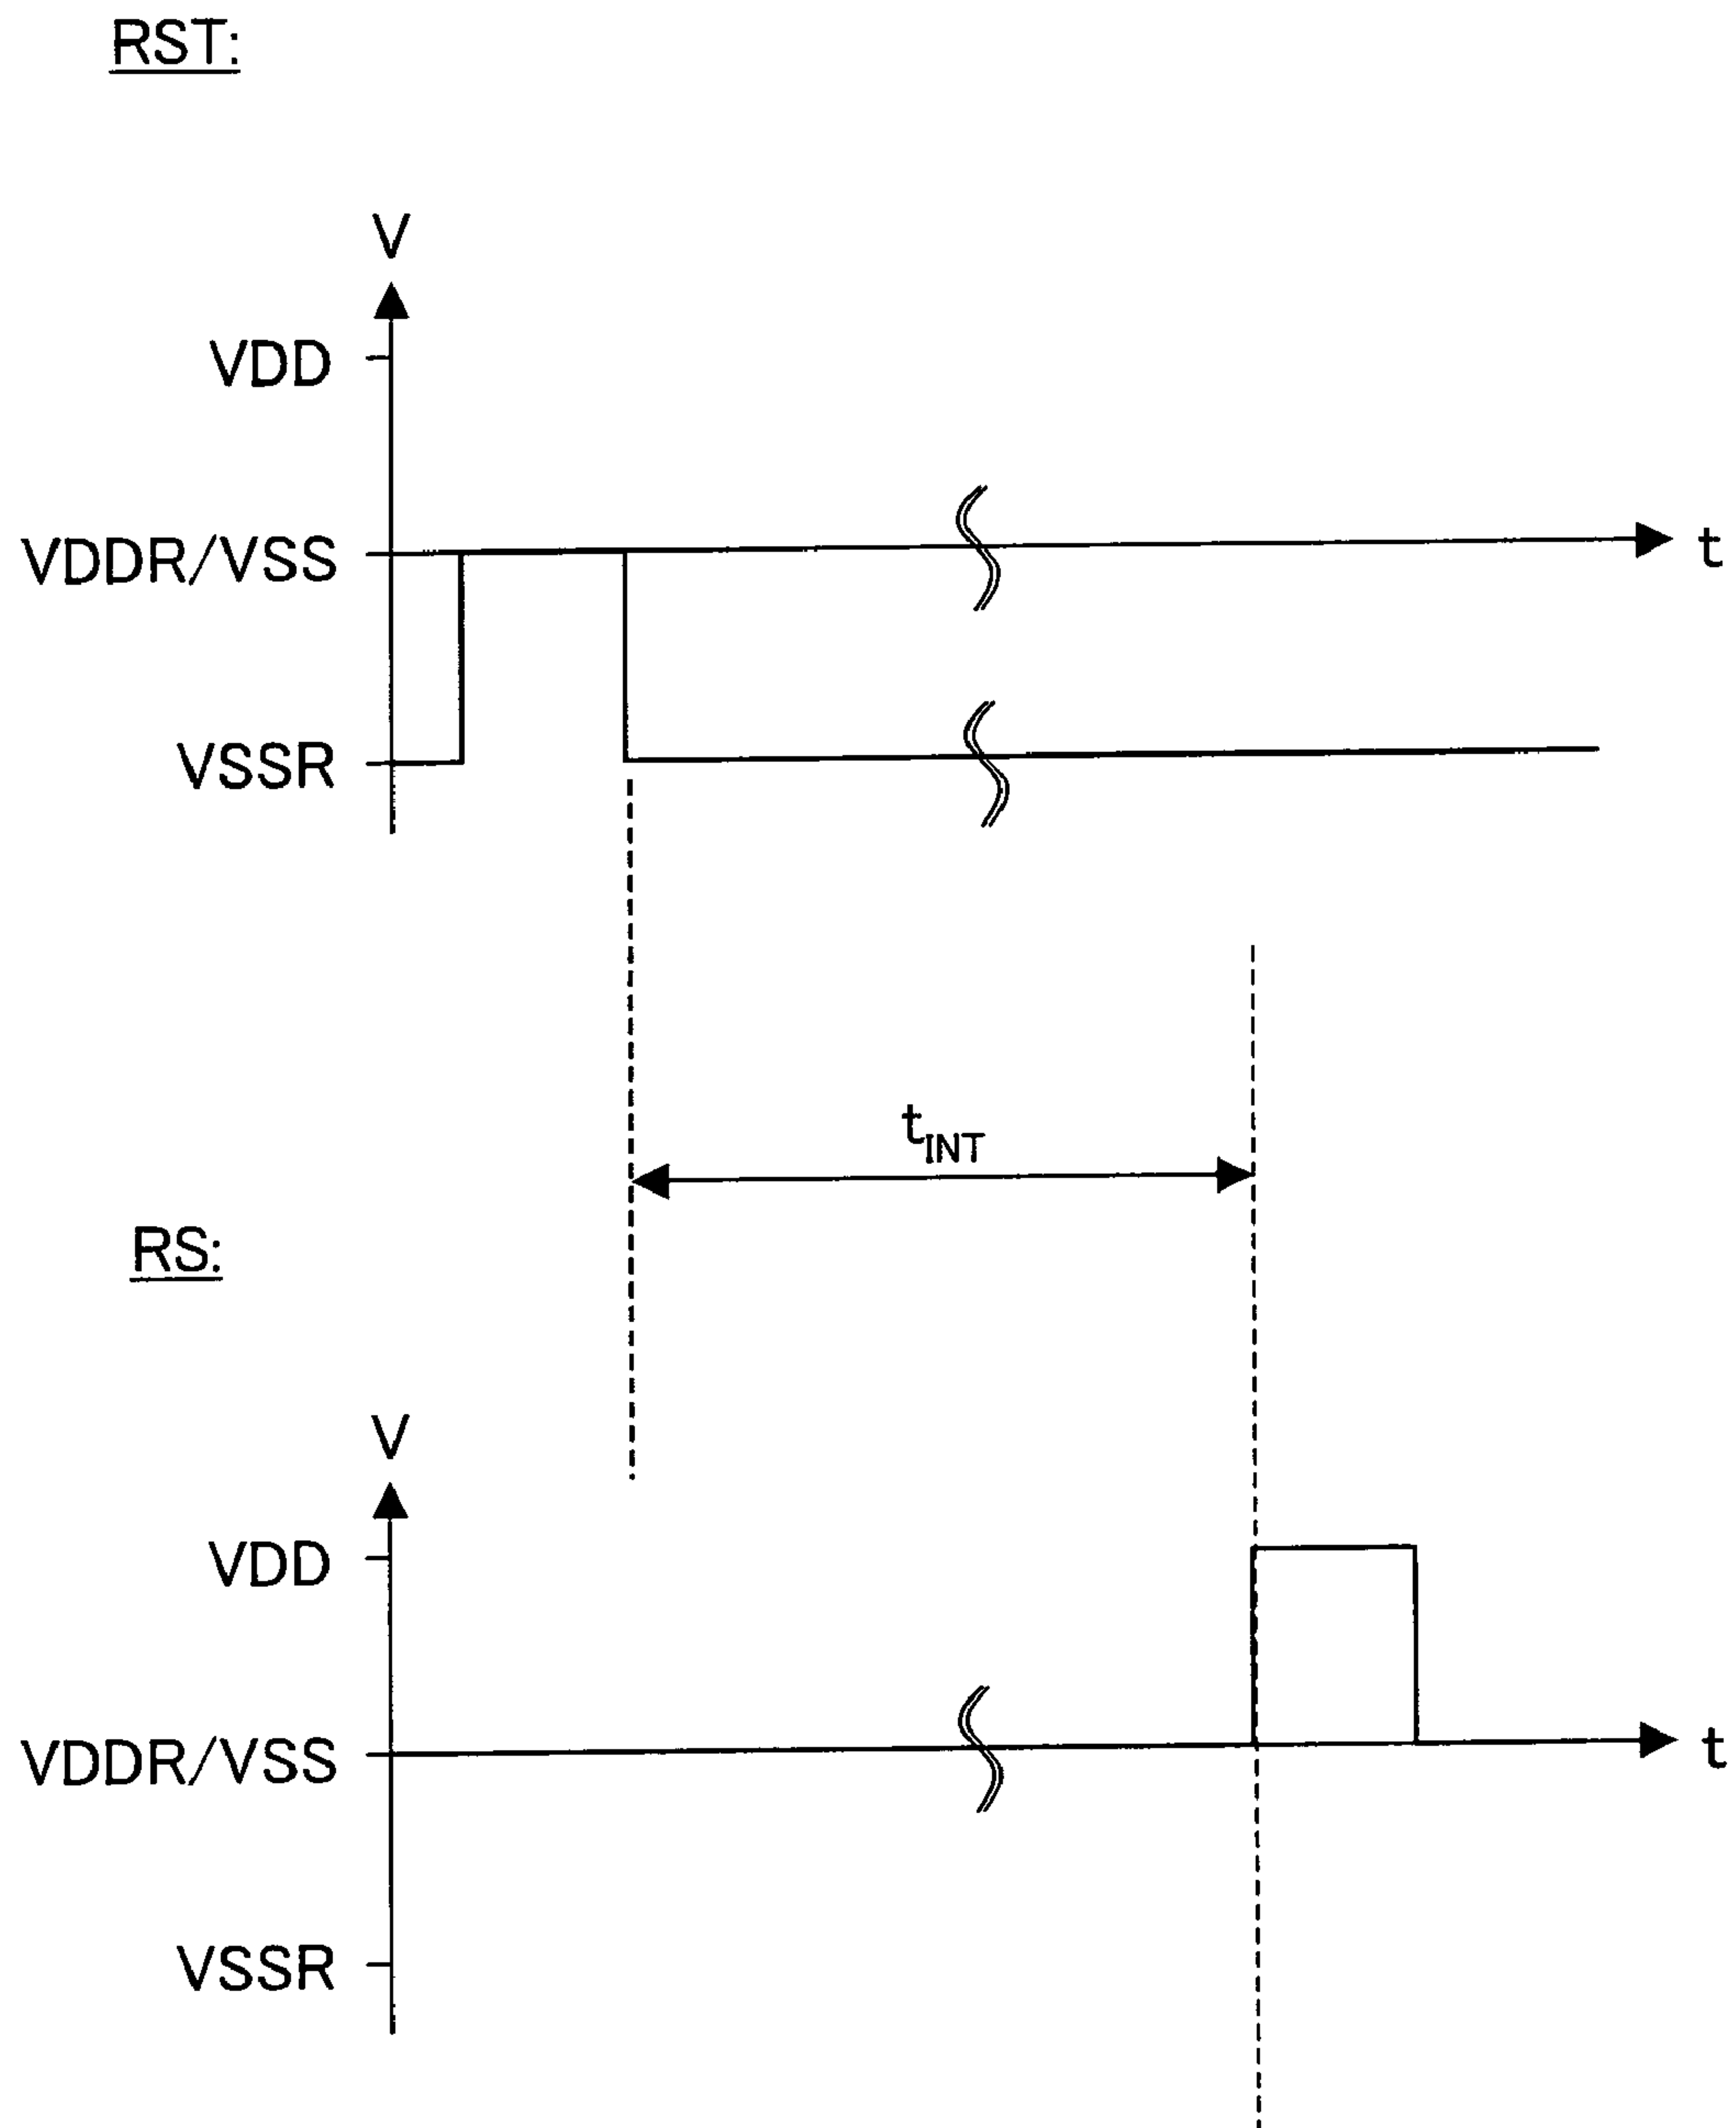 RST:
V
VDD
VDDR/VSS
t
VSSR
tINT
RS:
V
VDD
VDDR/VSS
t
VSSR